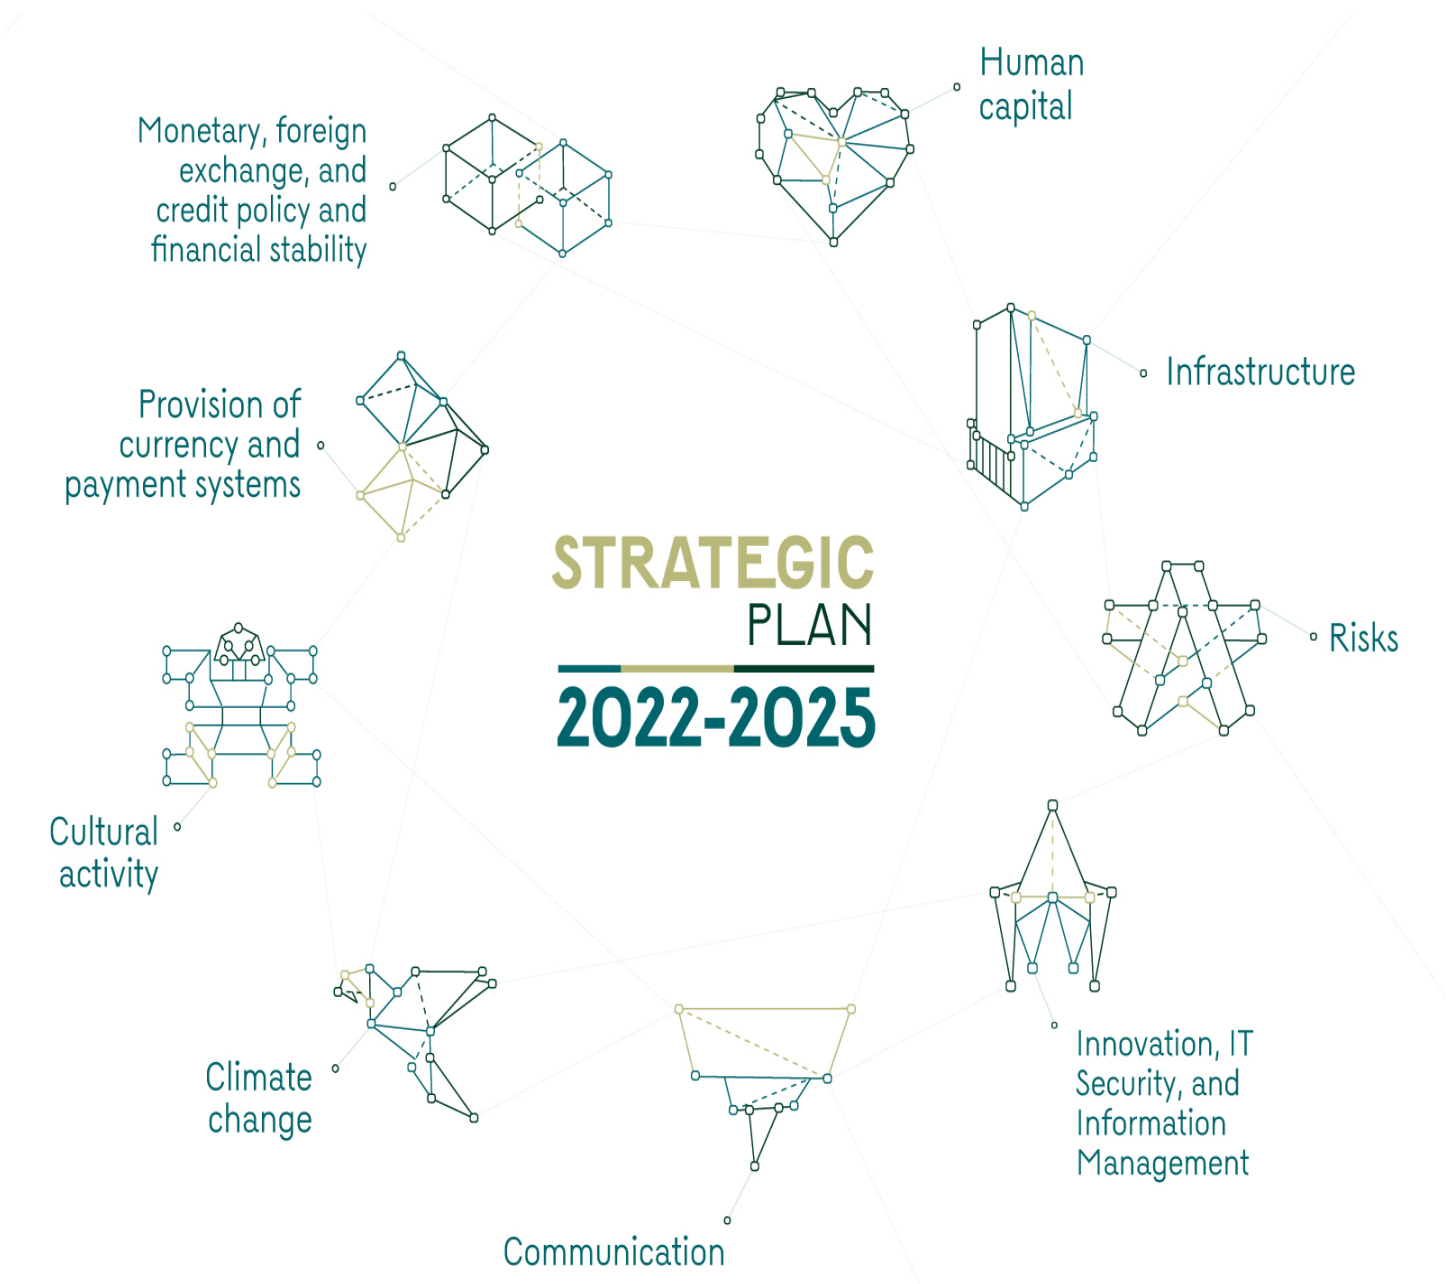 Human
capital
Monetary, foreign
exchange, and
credit policy and
financial stability
Infrastructure
Provision of
currency and
payment systems
STRATEGIC
PLAN
2022-2025
Risks
Cultural
activity
Climate
change
Innovation, IT
Security, and
Information
Management
Communication